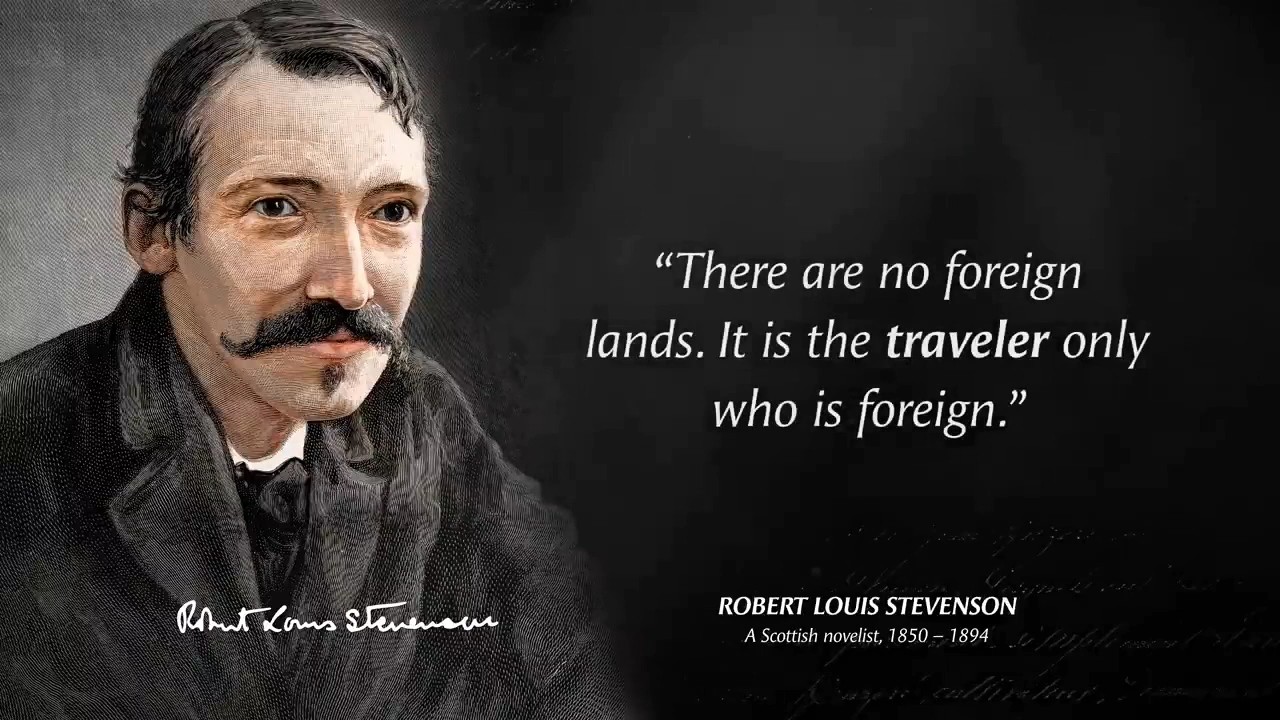 “There are no foreign
lands. It is the traveler only
who is foreign.”
Robert Louis Stevenson
ROBERT LOUIS STEVENSON
A Scottish novelist, 1850 – 1894